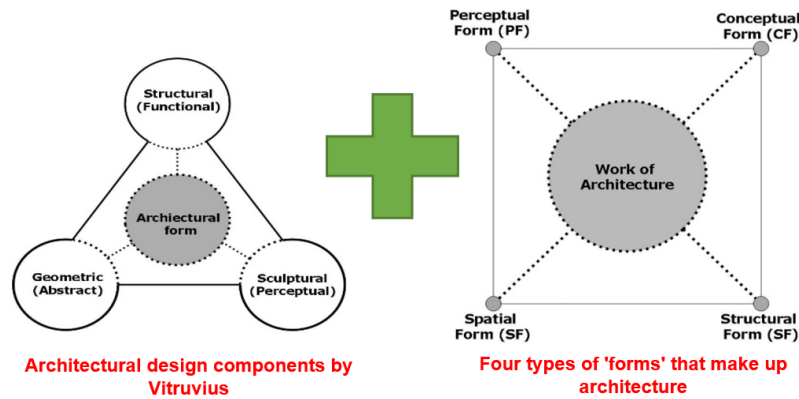 Structural
(Functional)
Archiectural
form
Geometric
(Abstract)
Sculptural
(Perceptual)
Architectural design components by
Vitruvius
Perceptual
Form (PF)
Conceptual
Form (CF)
Work of
Architecture
Spatial
Form (SF)
Structural
Form (SF)
Four types of 'forms' that make up
architecture